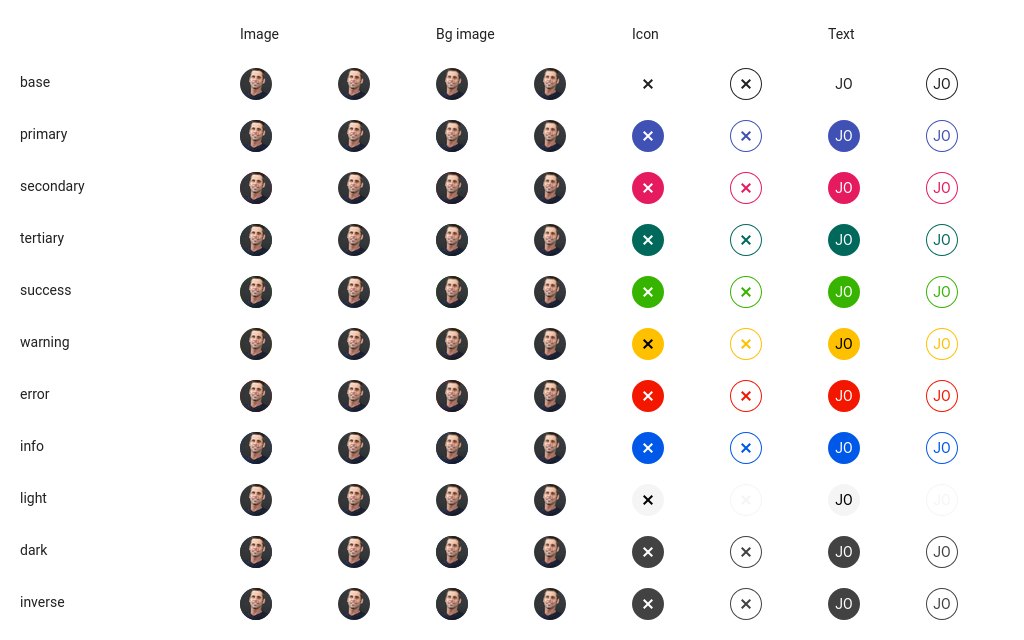 Image Bg image Icon Text
base JO JO
primary JO JO
secondary JO JO
tertiary JO JO
success JO JO
warning JO JO
error JO JO
info JO JO
light JO JO
dark JO JO
inverse JO JO